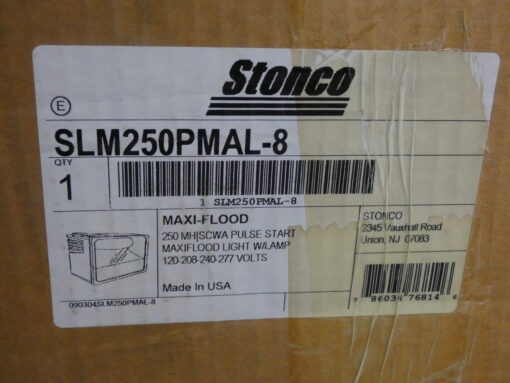 Stonco
E
SLM250PMAL-8
QTY
1
1 SLM250PMAL-8
MAXI-FLOOD
250 MH|SCWA PULSE START
MAXIFLOOD LIGHT W/LAMP
120-208-240-277 VOLTS
Made In USA
STONCO
2345 Vauxhall Road
Union, NJ 07083
7 86034 76814 6
090304SLM250PMAL-8